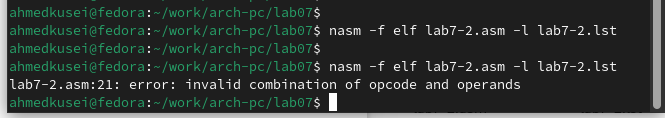 ahmedkusei@fedora:~/work/arch-pc/lab07$
ahmedkusei@fedora:~/work/arch-pc/lab07$ nasm -f elf lab7-2.asm -l lab7-2.lst
ahmedkusei@fedora:~/work/arch-pc/lab07$
ahmedkusei@fedora:~/work/arch-pc/lab07$ nasm -f elf lab7-2.asm -l lab7-2.lst
lab7-2.asm:21: error: invalid combination of opcode and operands
ahmedkusei@fedora:~/work/arch-pc/lab07$